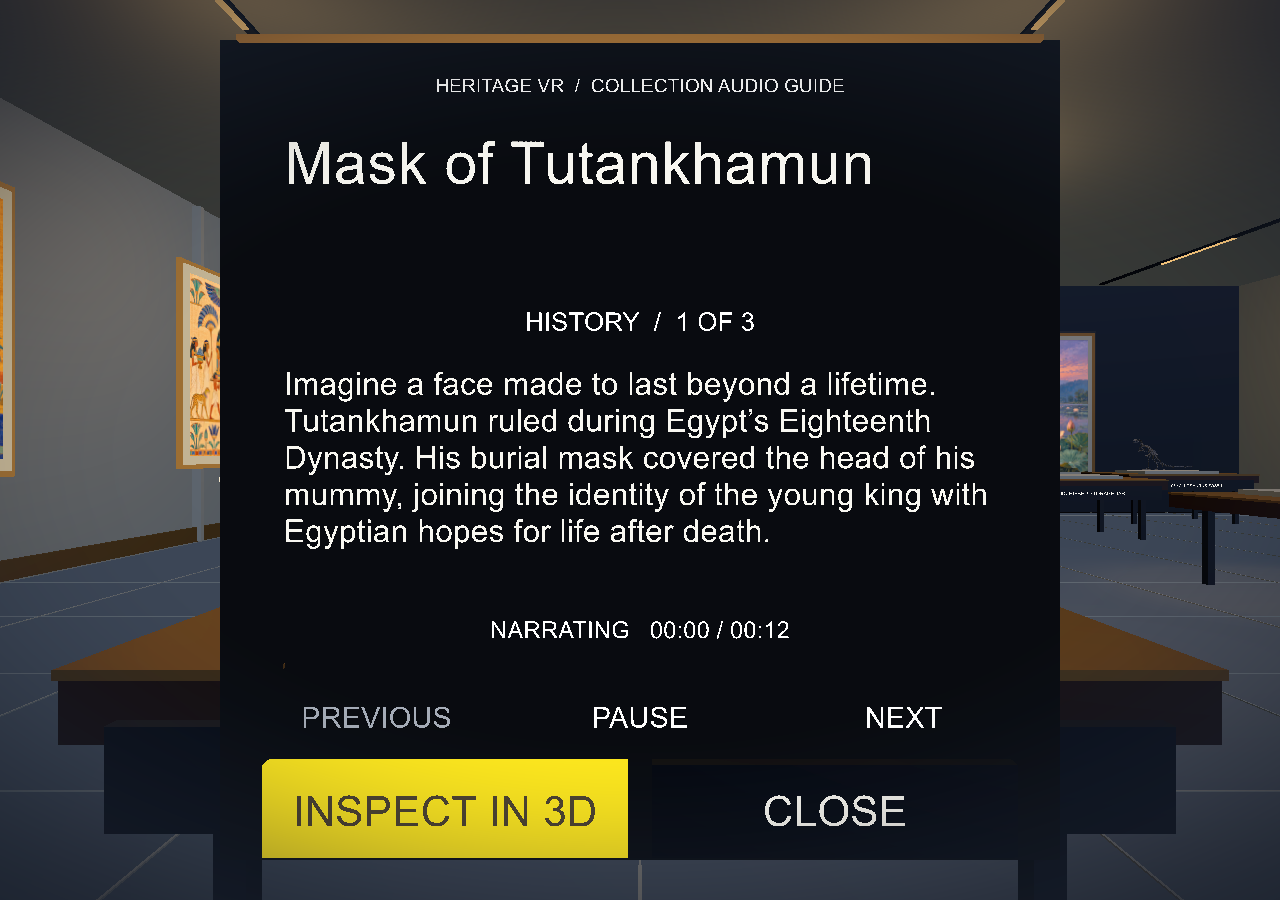 HERITAGE VR / COLLECTION AUDIO GUIDE
Mask of Tutankhamun
HISTORY / 1 OF 3
Imagine a face made to last beyond a lifetime.
Tutankhamun ruled during Egypt’s Eighteenth
Dynasty. His burial mask covered the head of his
mummy, joining the identity of the young king with
Egyptian hopes for life after death.
NARRATING 00:00 / 00:12
PREVIOUS PAUSE NEXT
INSPECT IN 3D CLOSE